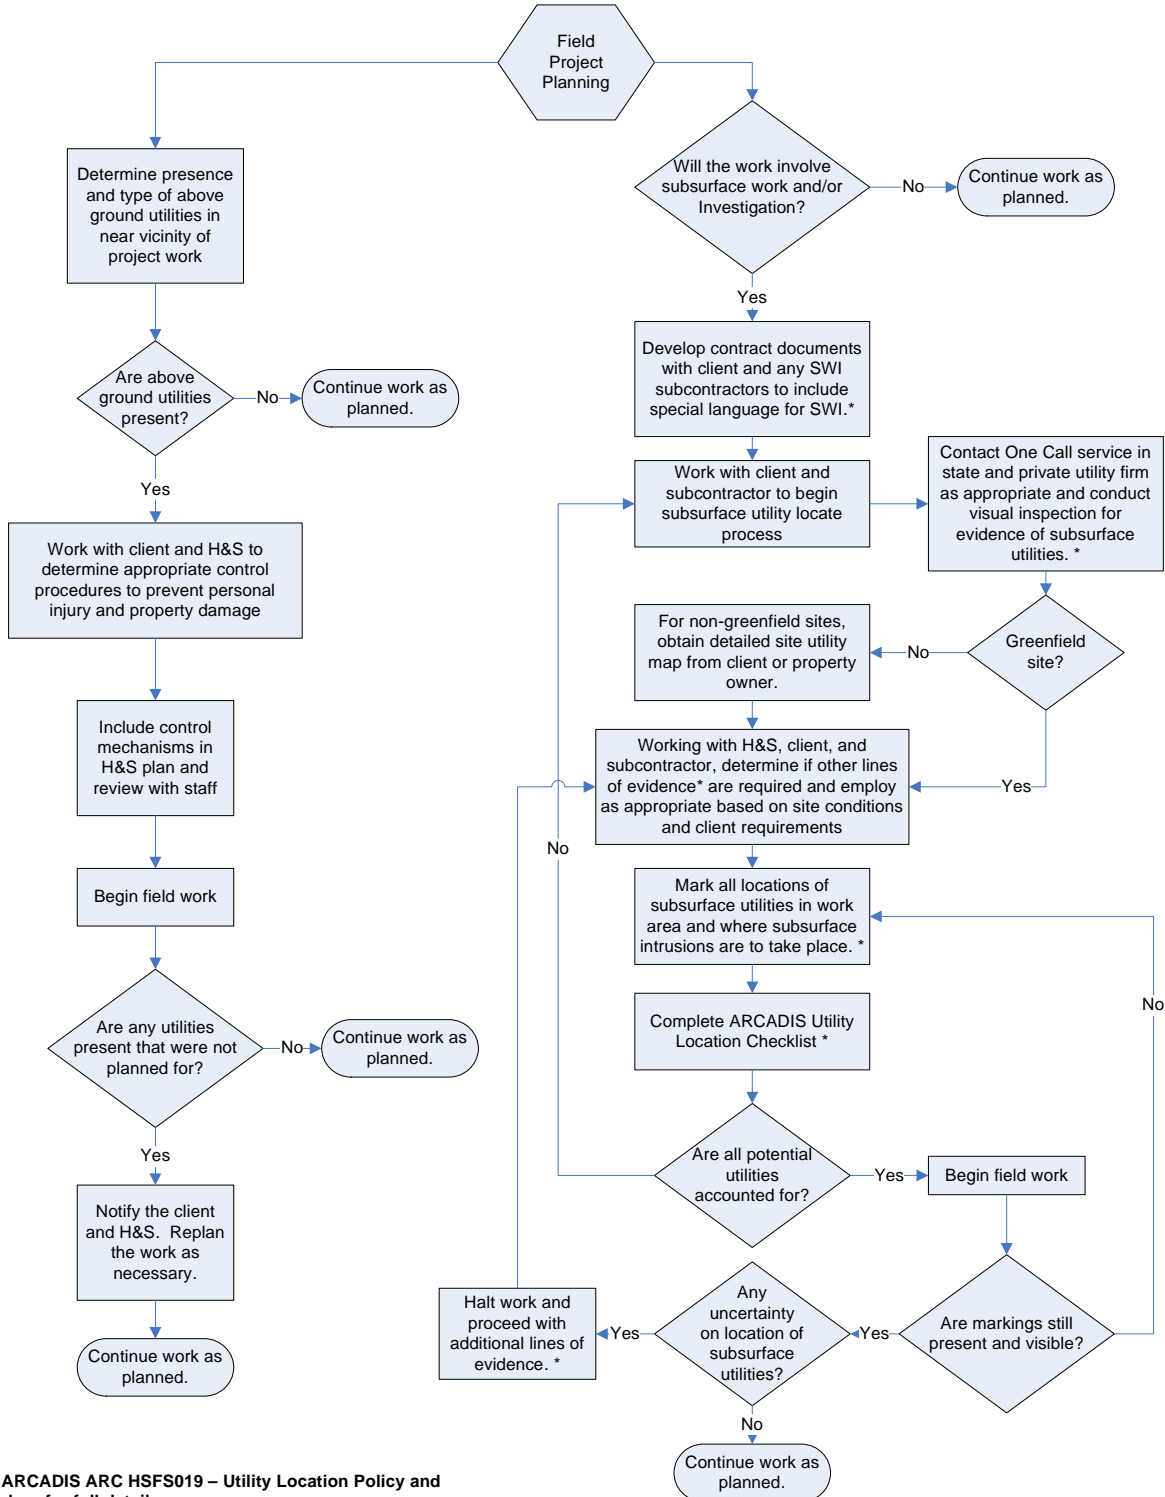 Field
Project
Planning
Determine presence
and type of above
ground utilities in
near vicinity of
project work
Are above
ground utilities
present?
No
Continue work as
planned.
Yes
Work with client and H&S to
determine appropriate control
procedures to prevent personal
injury and property damage
Include control
mechanisms in
H&S plan and
review with staff
Begin field work
Are any utilities
present that were not
planned for?
No
Continue work as
planned.
Yes
Notify the client
and H&S. Replan
the work as
necessary.
Continue work as
planned.
Will the work involve
subsurface work and/or
Investigation?
No
Continue work as
planned.
Yes
Develop contract documents
with client and any SWI
subcontractors to include
special language for SWI.*
Work with client and
subcontractor to begin
subsurface utility locate
process
Contact One Call service in
state and private utility firm
as appropriate and conduct
visual inspection for
evidence of subsurface
utilities. *
Greenfield
site?
No
For non-greenfield sites,
obtain detailed site utility
map from client or property
owner.
Yes
Working with H&S, client, and
subcontractor, determine if other lines
of evidence* are required and employ
as appropriate based on site conditions
and client requirements
Mark all locations of
subsurface utilities in work
area and where subsurface
intrusions are to take place. *
Complete ARCADIS Utility
Location Checklist *
Are all potential
utilities
accounted for?
No
Yes
Begin field work
Are markings still
present and visible?
No
Yes
Any
uncertainty
on location of
subsurface
utilities?
Yes
Halt work and
proceed with
additional lines of
evidence. *
No
Continue work as
planned.
ARCADIS ARC HSFS019 – Utility Location Policy and